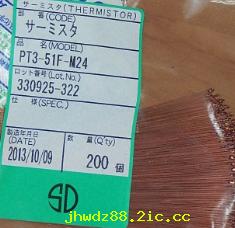 サーミスタ(THERMISTOR)
部品(CODE)
サーミスタ
品名(MODEL)
PT3-51F-M24
ロット番号(Lot.No.)
330925-322
仕様(SPEC.)
製造年月日
(DATE)
2013/10/09
数量(Q'ty)
200 個
SD
jhwdz88.2ic.cc